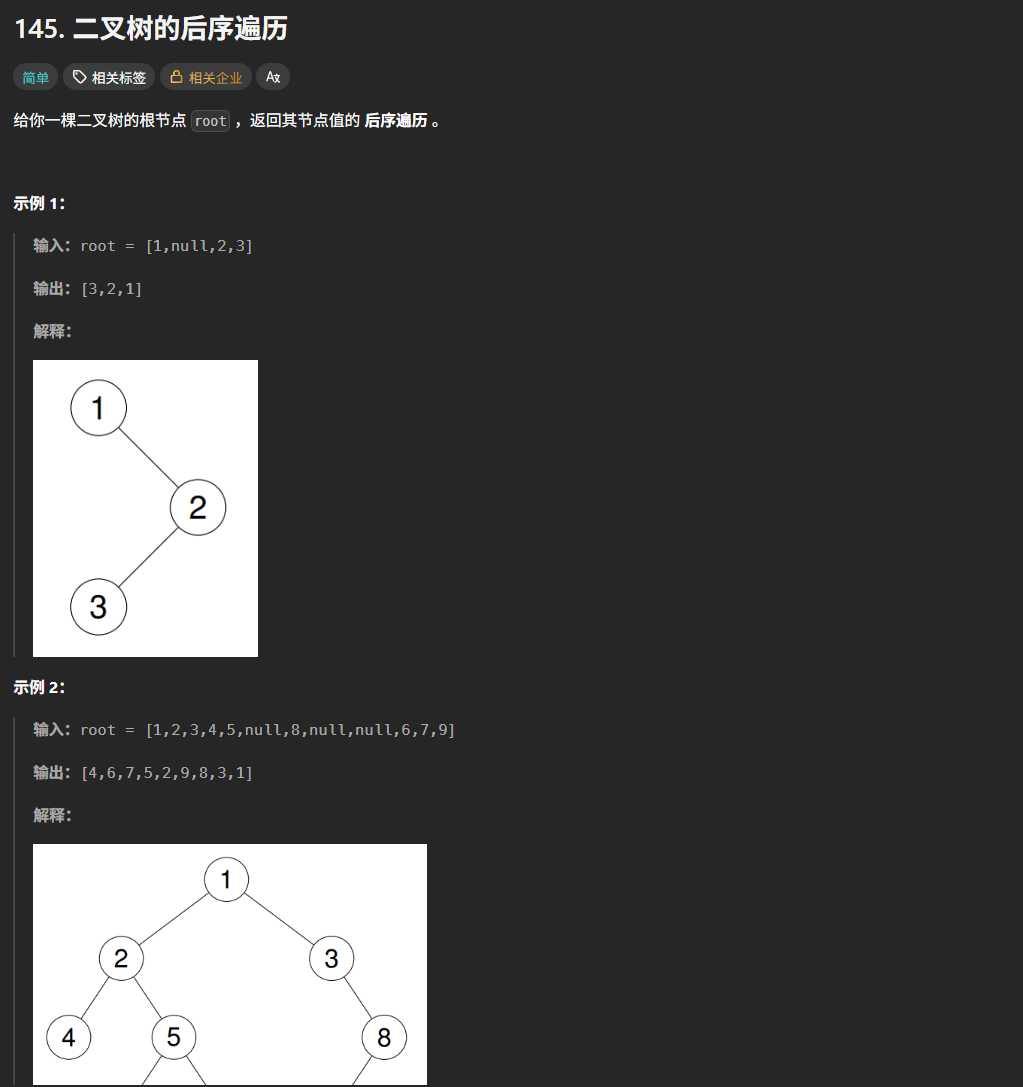 145. 二叉树的后序遍历
简单 相关标签 相关企业 Ax
给你一棵二叉树的根节点 root ，返回其节点值的 后序遍历 。
示例 1：
输入：root = [1,null,2,3]
输出：[3,2,1]
解释：
1
2
3
示例 2：
输入：root = [1,2,3,4,5,null,8,null,null,6,7,9]
输出：[4,6,7,5,2,9,8,3,1]
解释：
1
2 3
4 5 8